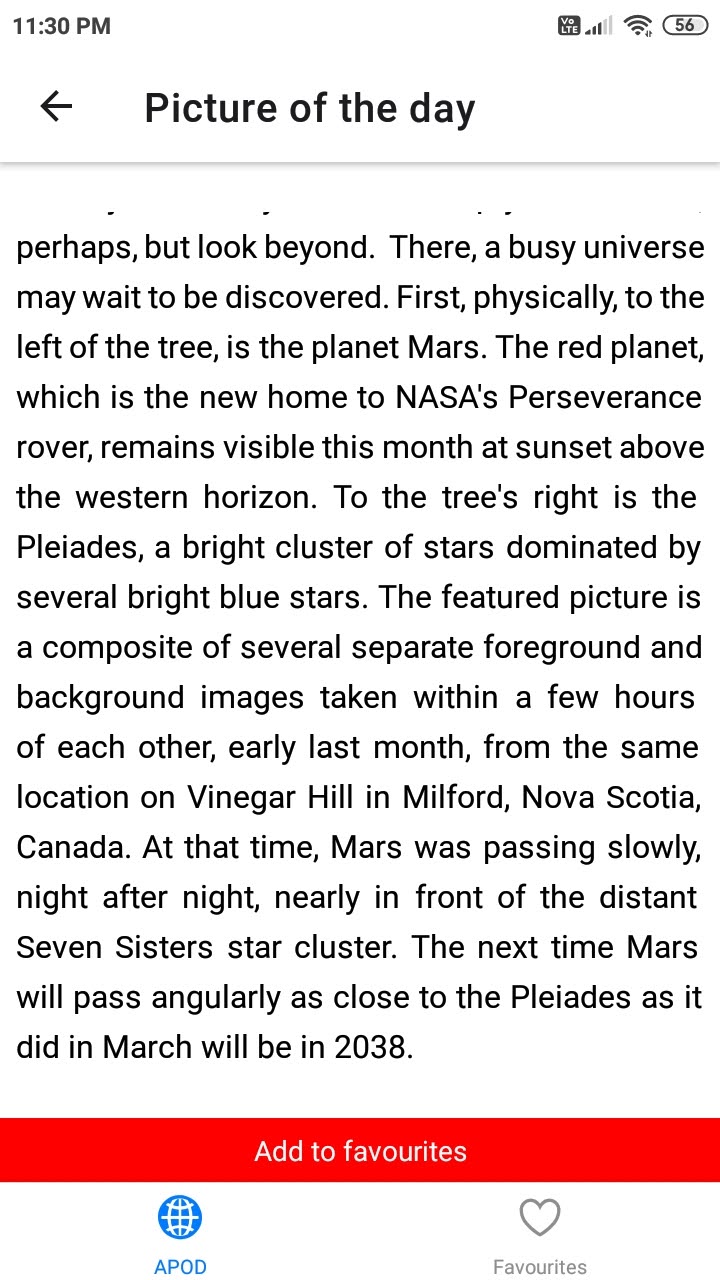 11:30 PM
Vo LTE
56
Picture of the day
perhaps, but look beyond.  There, a busy universe
may wait to be discovered. First, physically, to the
left of the tree, is the planet Mars. The red planet,
which is the new home to NASA's Perseverance
rover, remains visible this month at sunset above
the western horizon. To the tree's right is the
Pleiades, a bright cluster of stars dominated by
several bright blue stars. The featured picture is
a composite of several separate foreground and
background images taken within a few hours
of each other, early last month, from the same
location on Vinegar Hill in Milford, Nova Scotia,
Canada. At that time, Mars was passing slowly,
night after night, nearly in front of the distant
Seven Sisters star cluster. The next time Mars
will pass angularly as close to the Pleiades as it
did in March will be in 2038.
Add to favourites
APOD
Favourites